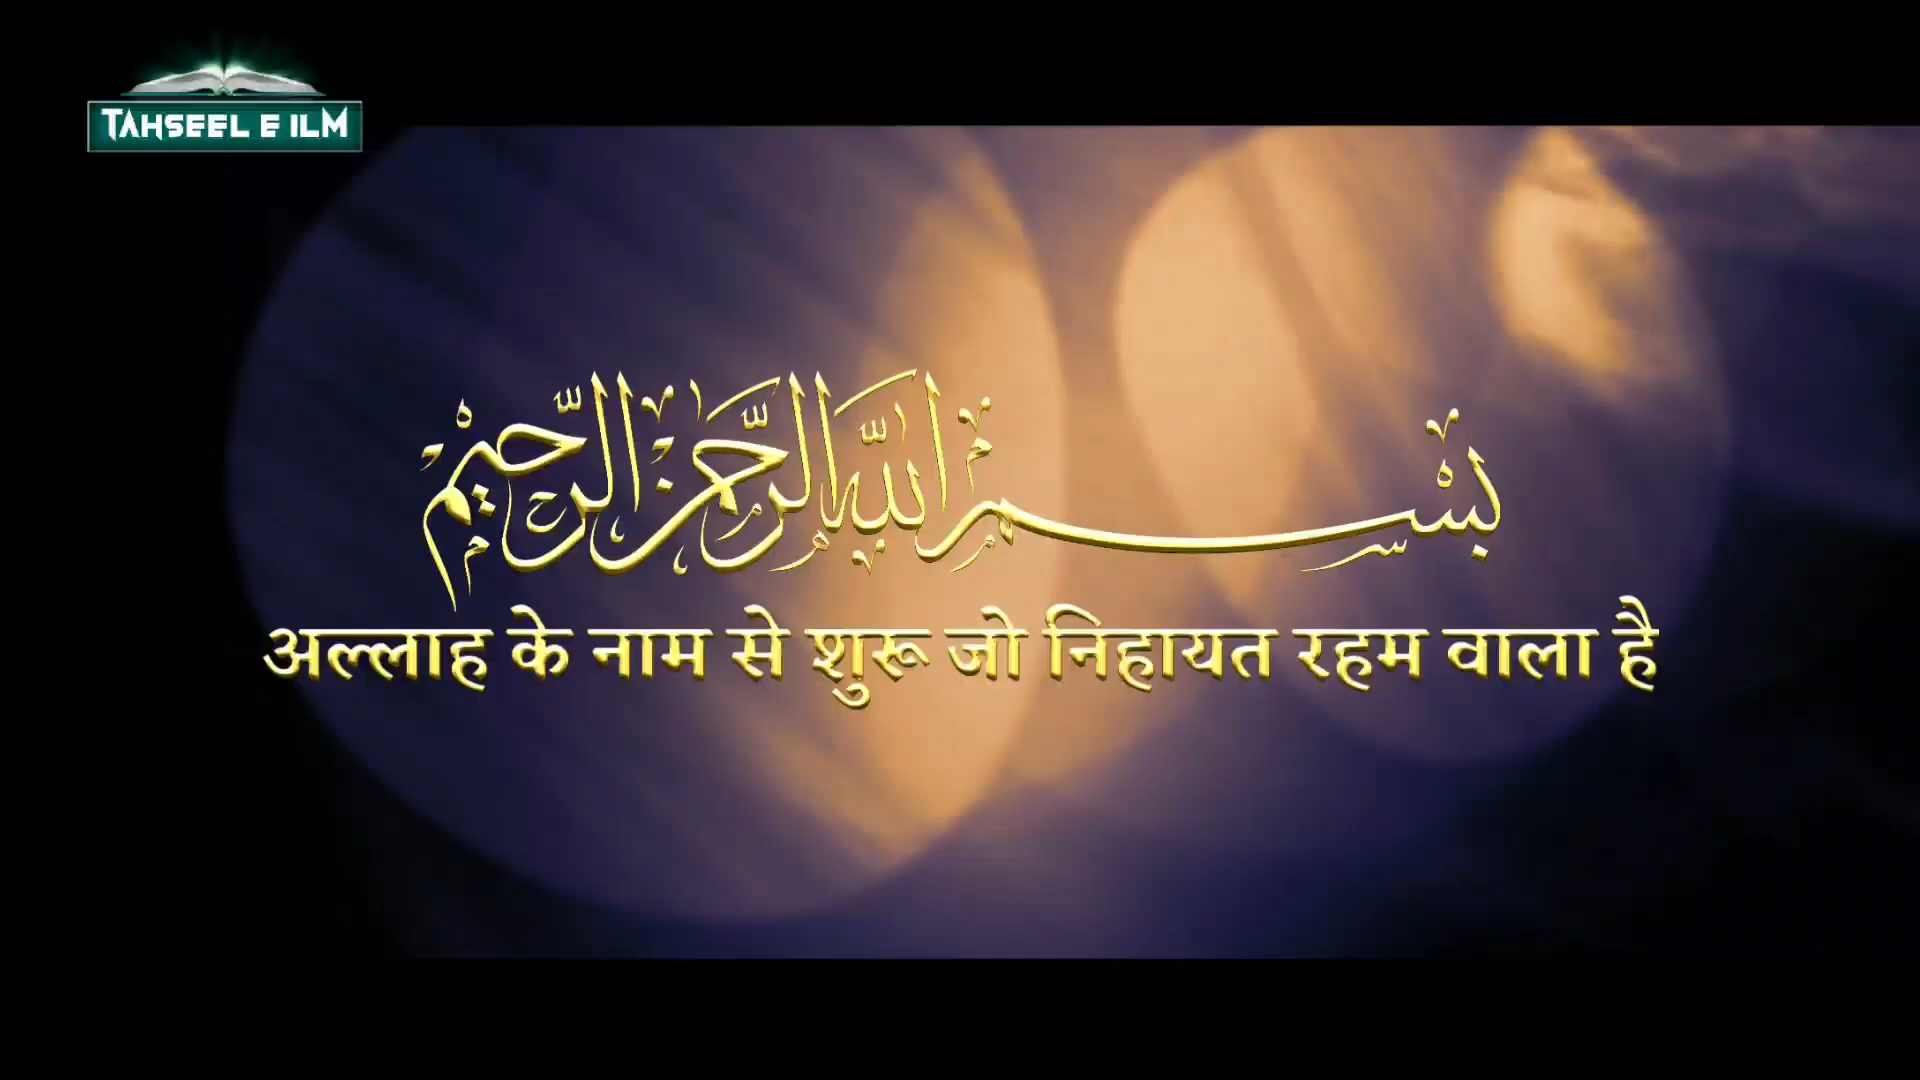 TAHSEEL E ILM
بِسْمِ اللّٰهِ الرَّحْمٰنِ الرَّحِيْمِ
अल्लाह के नाम से शुरू जो निहायत रहम वाला है